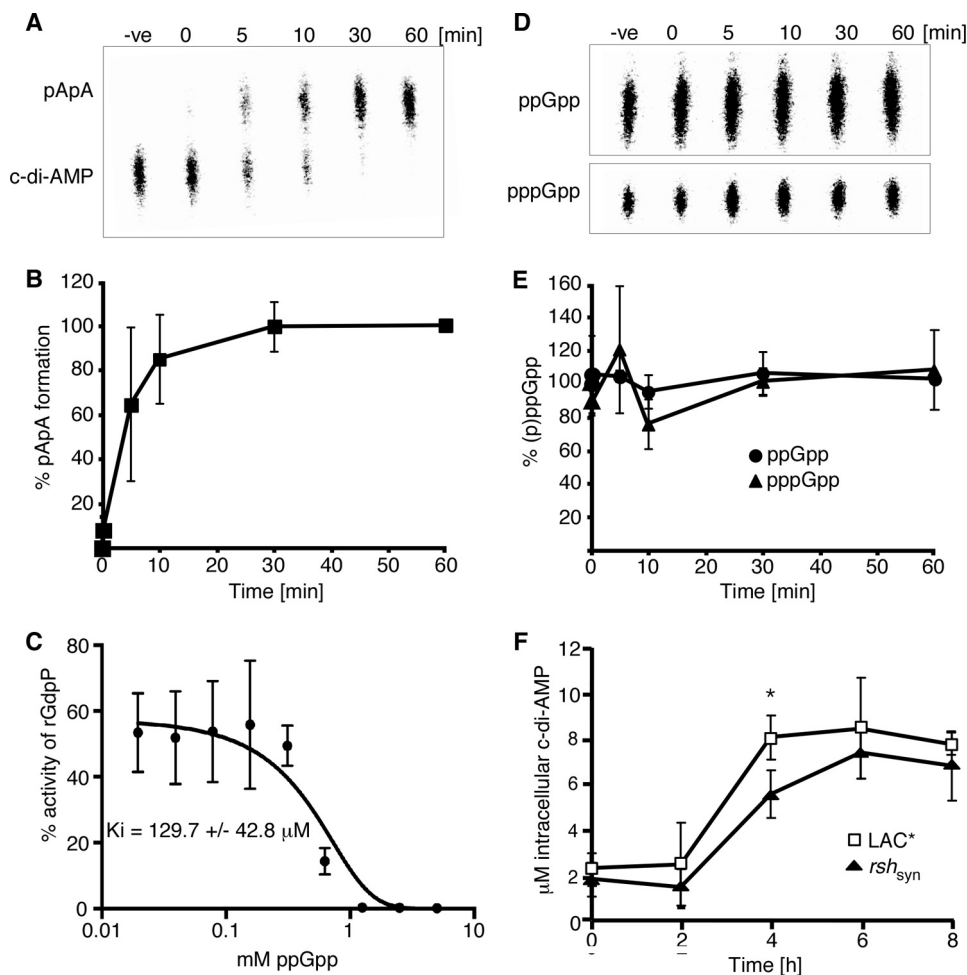 A
-ve 0 5 10 30 60 [min]
pApA
c-di-AMP
D
-ve 0 5 10 30 60 [min]
ppGpp
pppGpp
B
120
100
80
60
40
20
% pApA formation
0 10 20 30 40 50 60
Time [min]
E
160
140
120
100
80
60
40
20
% (p)ppGpp
ppGpp
pppGpp
0 10 20 30 40 50 60
Time [min]
C
80
60
40
20
0
% activity of rGdpP
Ki = 129.7 +/- 42.8 µM
0.01 0.1 1 10
mM ppGpp
F
12
10
8
6
4
2
0
µM intracellular c-di-AMP
*
LAC*
rsh syn
0 2 4 6 8
Time [h]